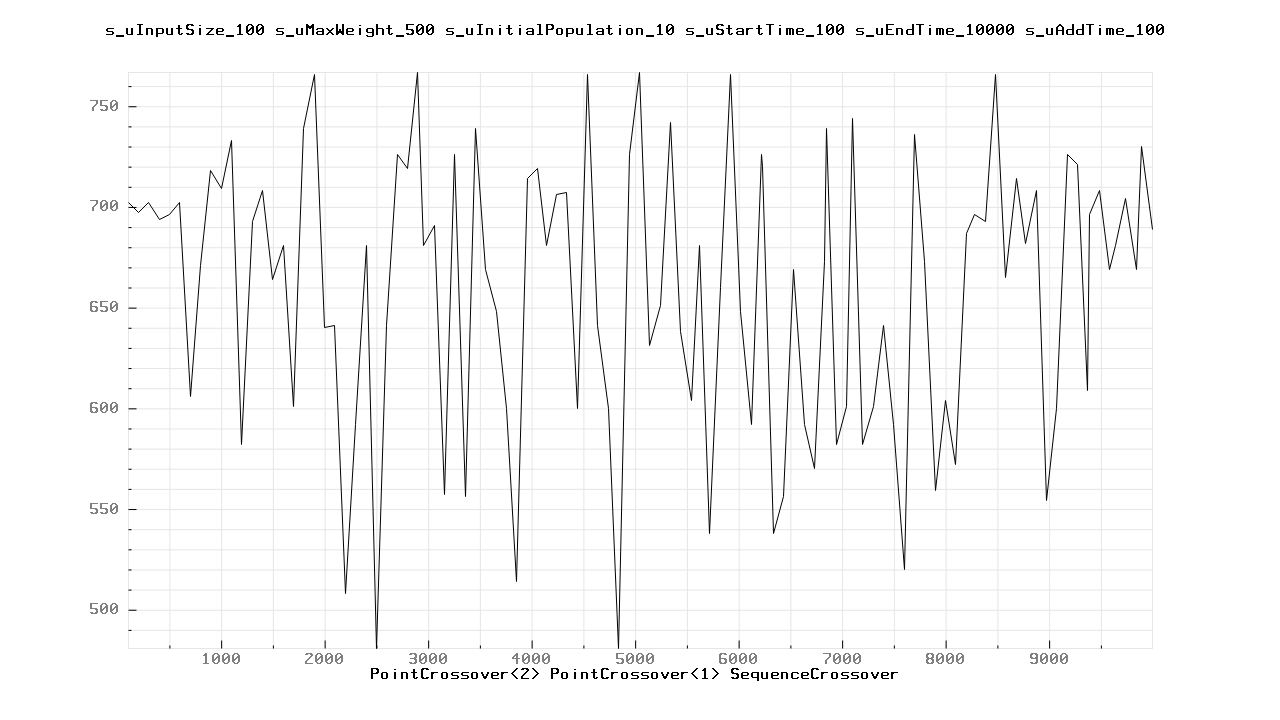 s_uInputSize_100 s_uMaxWeight_500 s_uInitialPopulation_10 s_uStartTime_100 s_uEndTime_10000 s_uAddTime_100
750
700
650
600
550
500
1000 2000 3000 4000 5000 6000 7000 8000 9000
PointCrossover<2> PointCrossover<1> SequenceCrossover